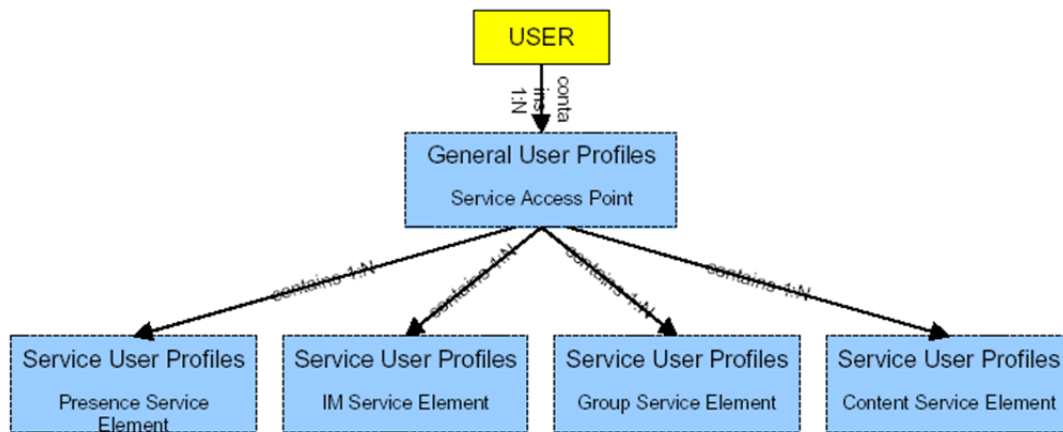 USER
conta
ins
1:N
General User Profiles
Service Access Point
contains 1:N
contains 1:N
contains 1:N
contains 1:N
Service User Profiles
Presence Service
Element
Service User Profiles
IM Service Element
Service User Profiles
Group Service Element
Service User Profiles
Content Service Element